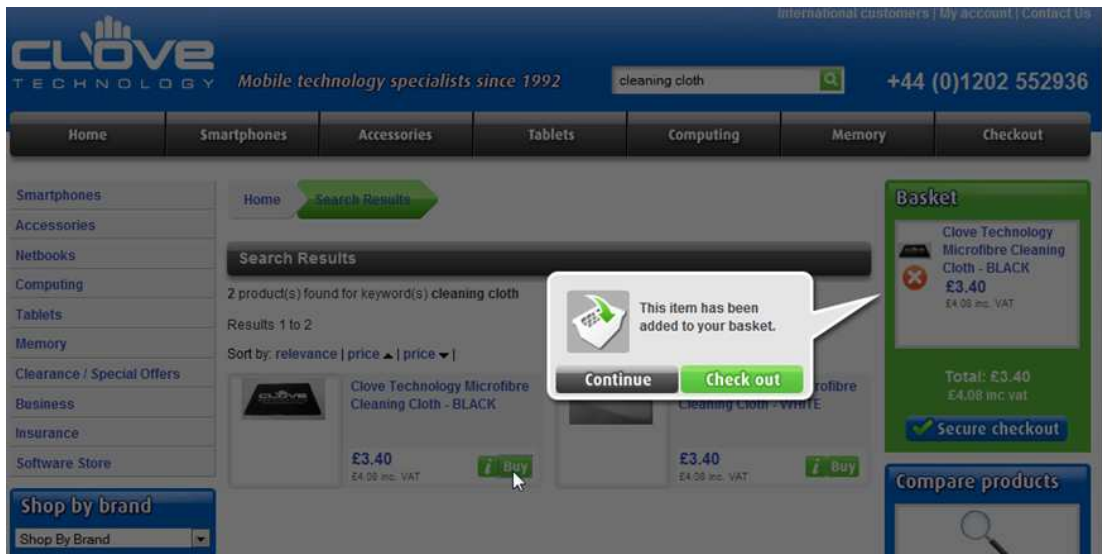 International customers | My account | Contact Us
CLOVE
TECHNOLOGY
Mobile technology specialists since 1992
cleaning cloth
+44 (0)1202 552936
Home
Smartphones
Accessories
Tablets
Computing
Memory
Checkout
Smartphones
Accessories
Netbooks
Computing
Tablets
Memory
Clearance / Special Offers
Business
Insurance
Software Store
Shop by brand
Shop By Brand
Home
Search Results
Search Results
2 product(s) found for keyword(s) cleaning cloth
Results 1 to 2
Sort by: relevance | price | price |
CLOVE
Clove Technology Microfibre
Cleaning Cloth - BLACK
£3.40
£4.08 inc. VAT
i Buy
rofibre
Cleaning Cloth - WHITE
£3.40
£4.08 inc. VAT
i Buy
This item has been
added to your basket.
Continue
Check out
Basket
Clove Technology
Microfibre Cleaning
Cloth - BLACK
£3.40
£4.08 inc. VAT
Total: £3.40
£4.08 inc vat
Secure checkout
Compare products